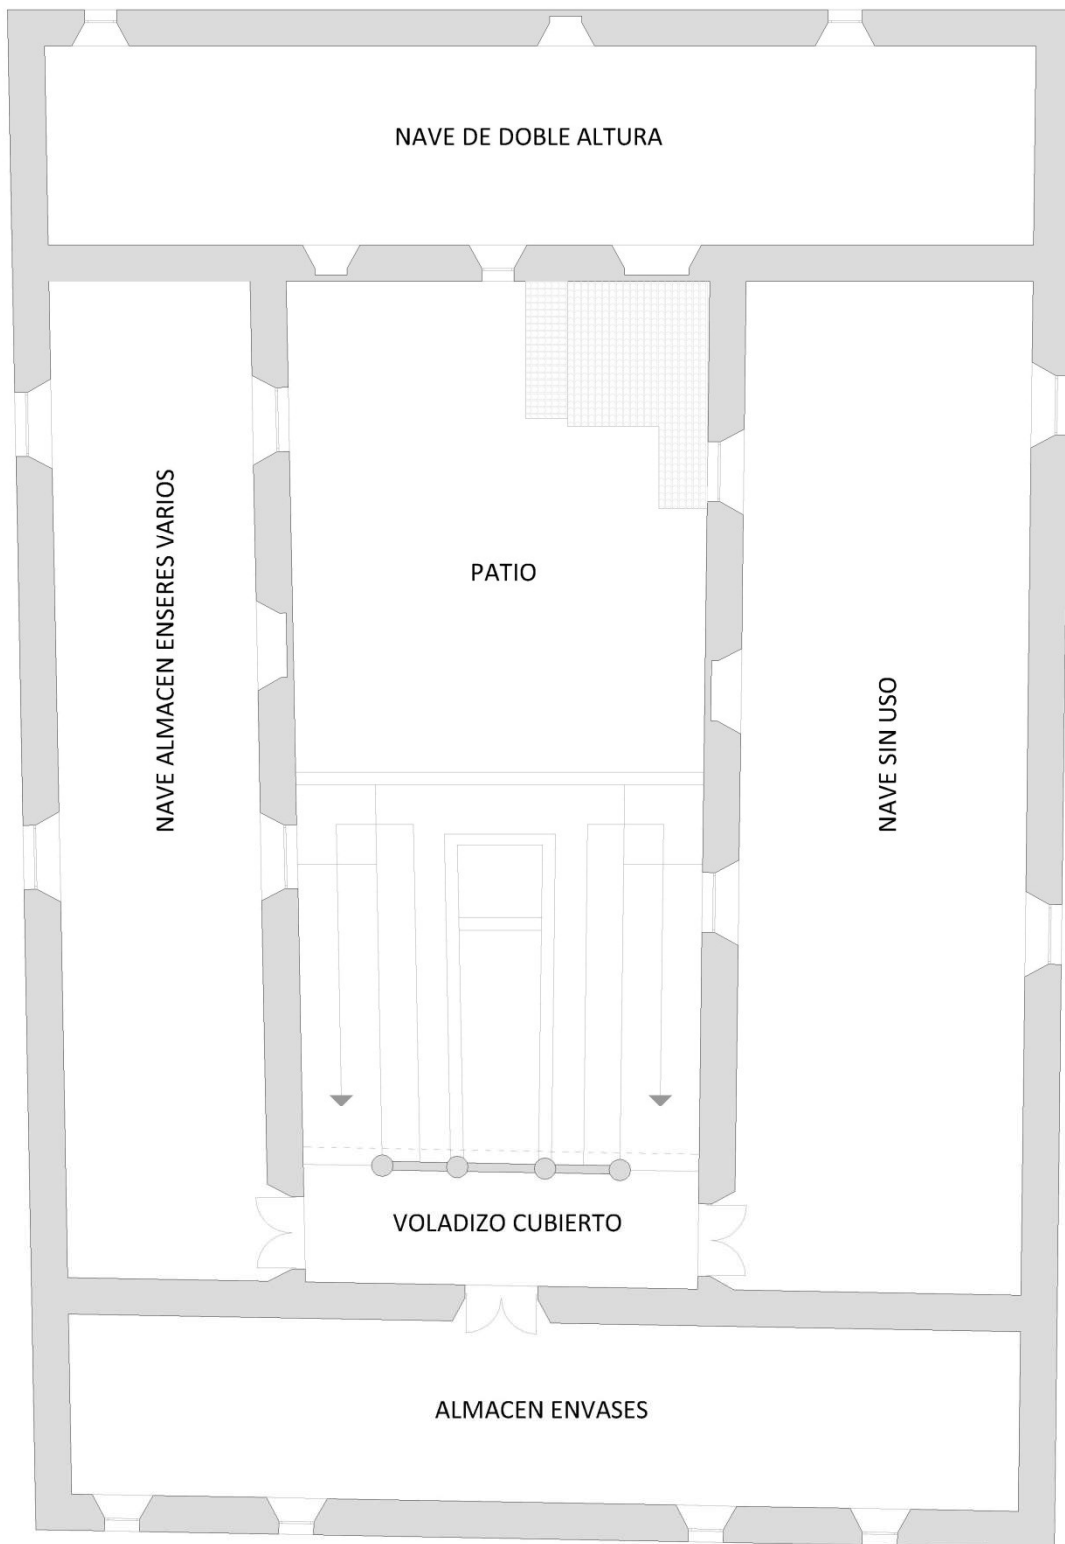 NAVE DE DOBLE ALTURA
NAVE ALMACEN ENSERES VARIOS
PATIO
NAVE SIN USO
VOLADIZO CUBIERTO
ALMACEN ENVASES